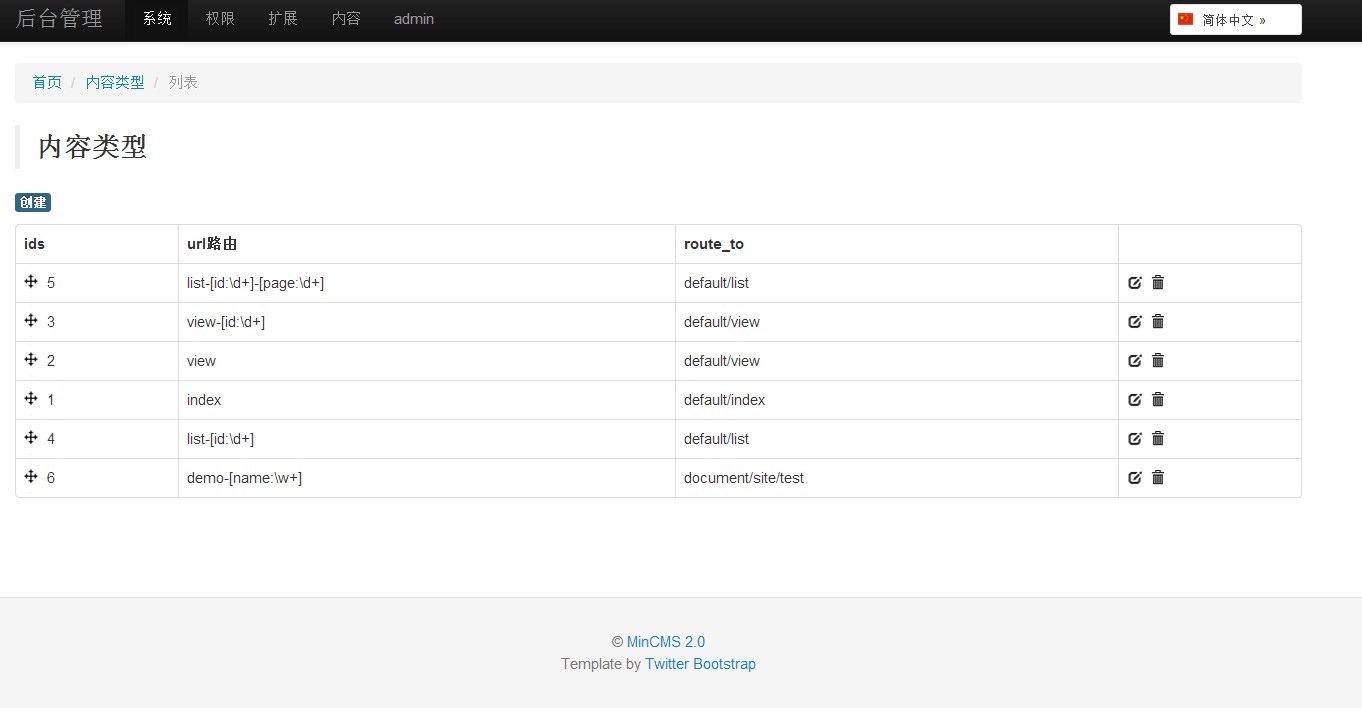 后台管理 系统 权限 扩展 内容 admin 简体中文 »
首页 / 内容类型 / 列表
内容类型
创建
ids url路由 route_to
5 list-[id:\d+]-[page:\d+] default/list
3 view-[id:\d+] default/view
2 view default/view
1 index default/index
4 list-[id:\d+] default/list
6 demo-[name:\w+] document/site/test
© MinCMS 2.0
Template by Twitter Bootstrap